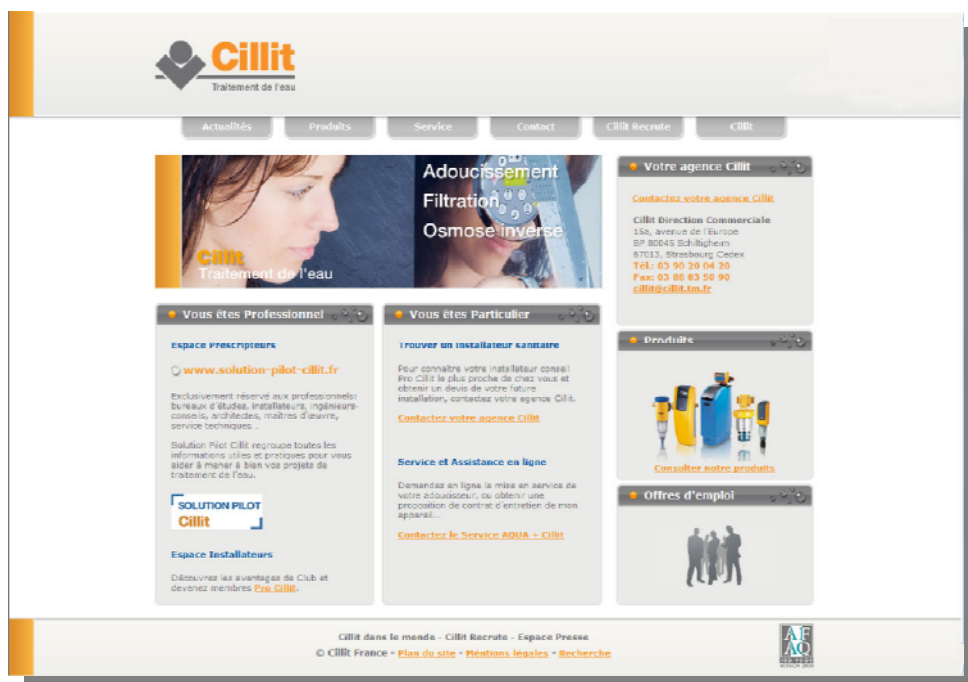 Cillit
Traitement de l'eau
Actualités
Produits
Service
Contact
Cillit Recrute
Cillit
Adoucissement
Filtration
Osmose inverse
Cillit
Traitement de l'eau
Votre agence Cillit
Contactez votre agence Cillit
Cillit Direction Commerciale
15a, avenue de l'Europe
BP 80045 Schiltigheim
67013, Strasbourg Cedex
Tél.: 03 90 20 04 20
Fax: 03 88 83 50 90
cillit@cillit.tm.fr
Vous êtes Professionnel
Espace Prescripteurs
www.solution-pilot-cillit.fr
Exclusivement réservé aux professionnels:
bureaux d'études, installateurs, ingénieurs-
conseils, architectes, maîtres d'œuvre,
service techniques...
Solution Pilot Cillit regroupe toutes les
informations utiles et pratiques pour vous
aider à mener à bien vos projets de
traitement de l'eau.
SOLUTION PILOT
Cillit
Espace Installateurs
Découvrez les avantages de Club et
devenez membres Pro Cillit.
Vous êtes Particulier
Trouver un installateur sanitaire
Pour connaître votre installateur conseil
Pro Cillit le plus proche de chez vous et
obtenir un devis de votre future
installation, contactez votre agence Cillit.
Contactez votre agence Cillit
Service et Assistance en ligne
Demandez en ligne la mise en service de
votre adoucisseur, ou obtenir une
proposition de contrat d'entretien de mon
appareil...
Contactez le Service AQUA + Cillit
Produits
Consulter notre produits
Offres d'emploi
Cillit dans le monde - Cillit Recrute - Espace Presse
© Cillit France - Plan du site - Méntions légales - Recherche
AFAQ